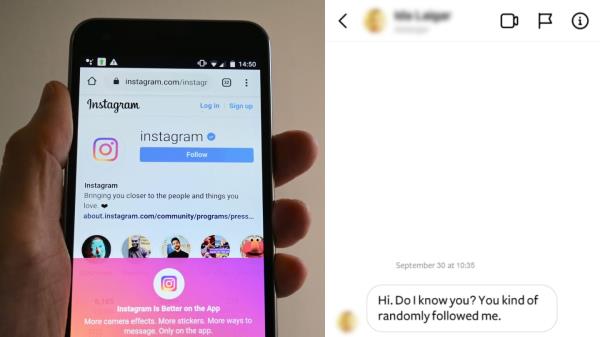 14:50
instagram.com/instagr
22
Instagram
Log in
Sign up
instagram
Follow
Instagram
Bringing you closer to the people and things you
love. ❤
about.instagram.com/community/programs/press...
Instagram Is Better on the App
More camera effects. More stickers. More ways to
message. Only on the app.
September 30 at 10:35
Hi. Do I know you? You kind of
randomly followed me.